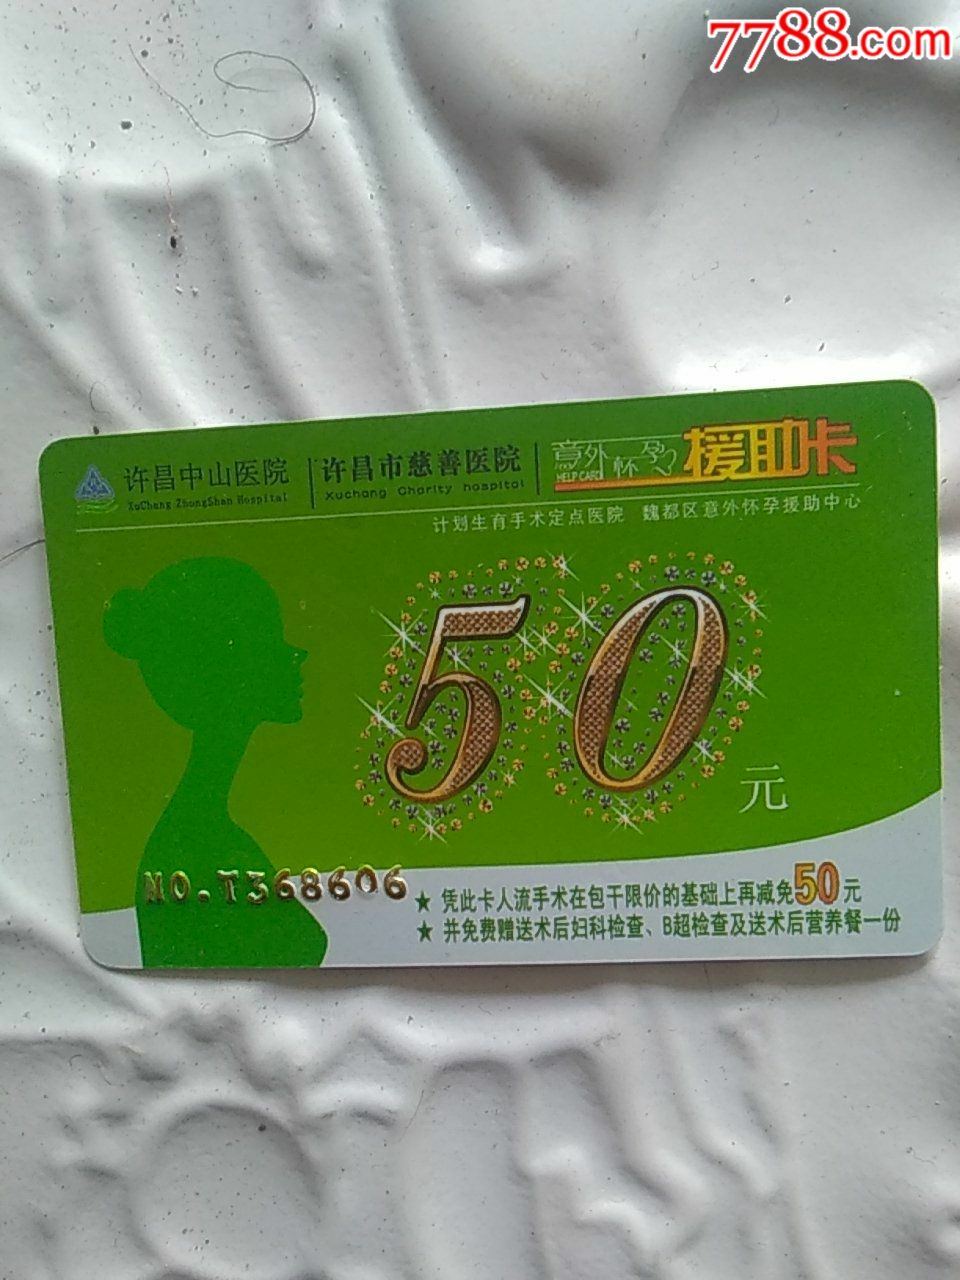 7788.com
许昌中山医院
XuChang ZhongShan Hospital
许昌市慈善医院
Xuchang Charity hospital
意外怀孕
HELP CARD
援助卡
计划生育手术定点医院 魏都区意外怀孕援助中心
50元
NO.T368606
★ 凭此卡人流手术在包干限价的基础上再减免50元
★ 并免费赠送术后妇科检查、B超检查及送术后营养餐一份